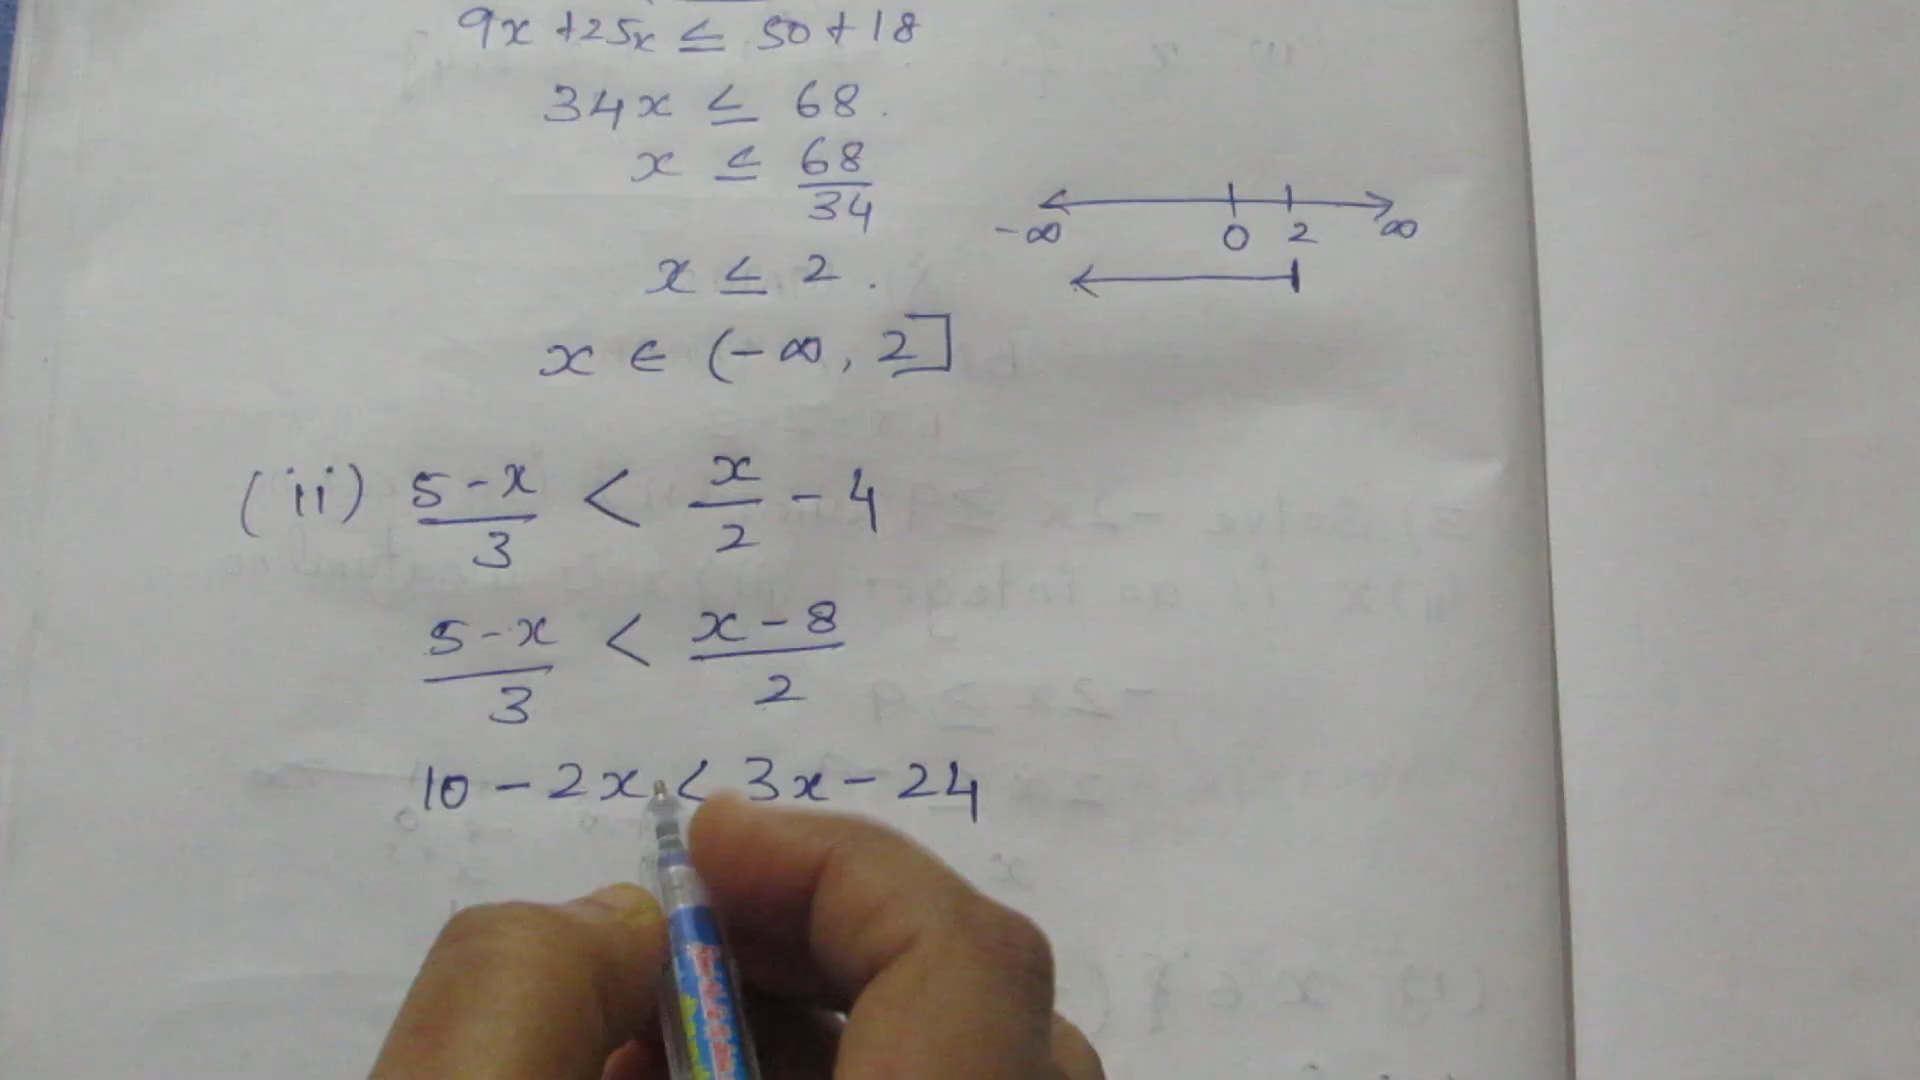 9x + 25x ≤ 50 + 18
34x ≤ 68.
x ≤ 68/34
x ≤ 2.
-∞ 0 2 ∞
x ∈ (-∞, 2]
(ii) (5-x)/3 < x/2 - 4
(5-x)/3 < (x-8)/2
10 - 2x < 3x - 24